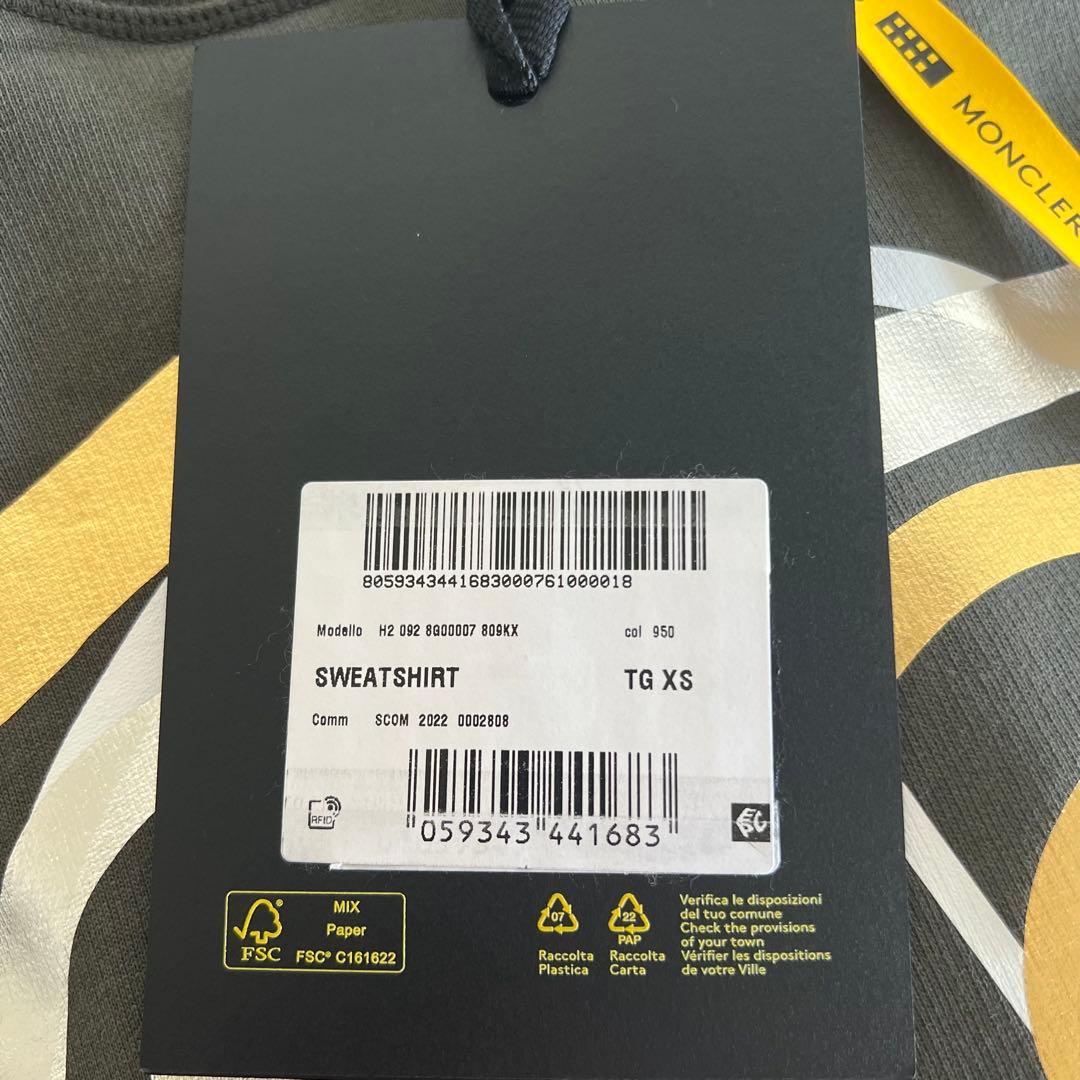 MONCLER
8059343441683000761000018
Modello H2 092 8G00007 809KX col 950
SWEATSHIRT TG XS
Comm SCOM 2022 0002808
RFID
059343 441683
EPC
MIX
Paper
FSC
FSC® C161622
07
Raccolta
Plastica
22
PAP
Raccolta
Carta
Verifica le disposizioni
del tuo comune
Check the provisions
of your town
Vérifier les dispositions
de votre Ville